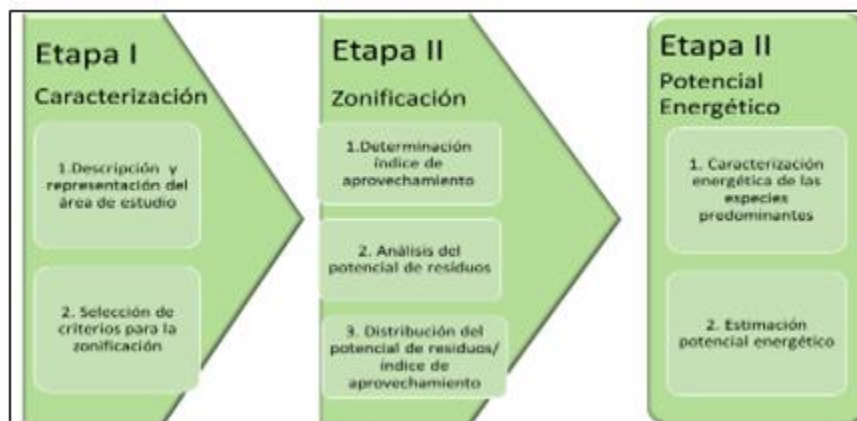 Etapa I
Caracterización
1.Descripción y
representación del
área de estudio
2. Selección de
criterios para la
zonificación
Etapa II
Zonificación
1.Determinación
índice de
aprovechamiento
2. Análisis del
potencial de residuos
3. Distribución del
potencial de residuos/
índice de
aprovechamiento
Etapa II
Potencial
Energético
1. Caracterización
energética de las
especies
predominantes
2. Estimación
potencial energético